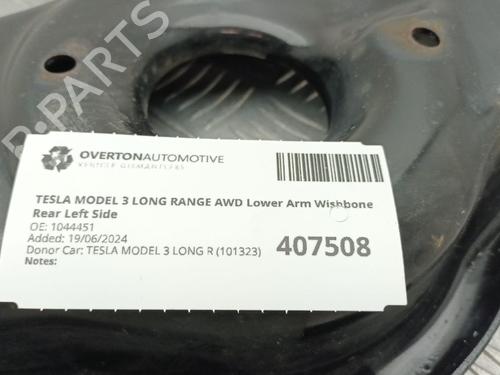 R-PARTS
OVERTONAUTOMOTIVE
VEHICLE DISMANTLERS
TESLA MODEL 3 LONG RANGE AWD Lower Arm Wishbone
Rear Left Side
OE: 1044451
Added: 19/06/2024
Donor Car: TESLA MODEL 3 LONG R (101323)
Notes:
407508